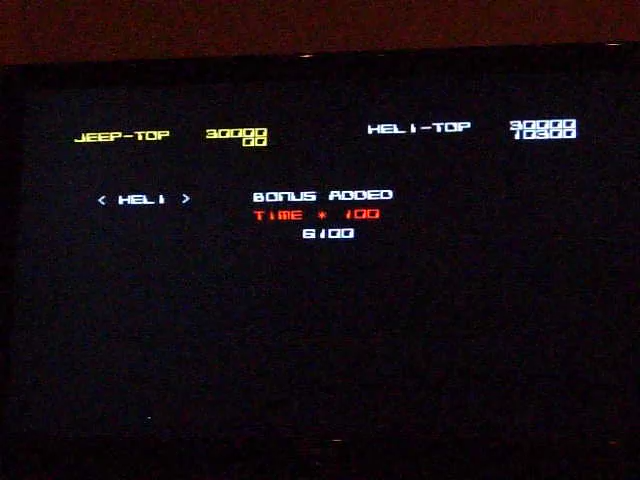 JEEP-TOP 30000 HELI-TOP 30000
00 10300
< HELI > BONUS ADDED
TIME * 100
6100